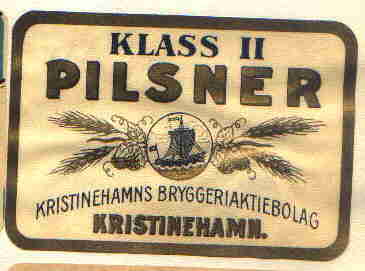 KLASS II
PILSNER
KRISTINEHAMNS BRYGGERIAKTIEBOLAG
KRISTINEHAMN.